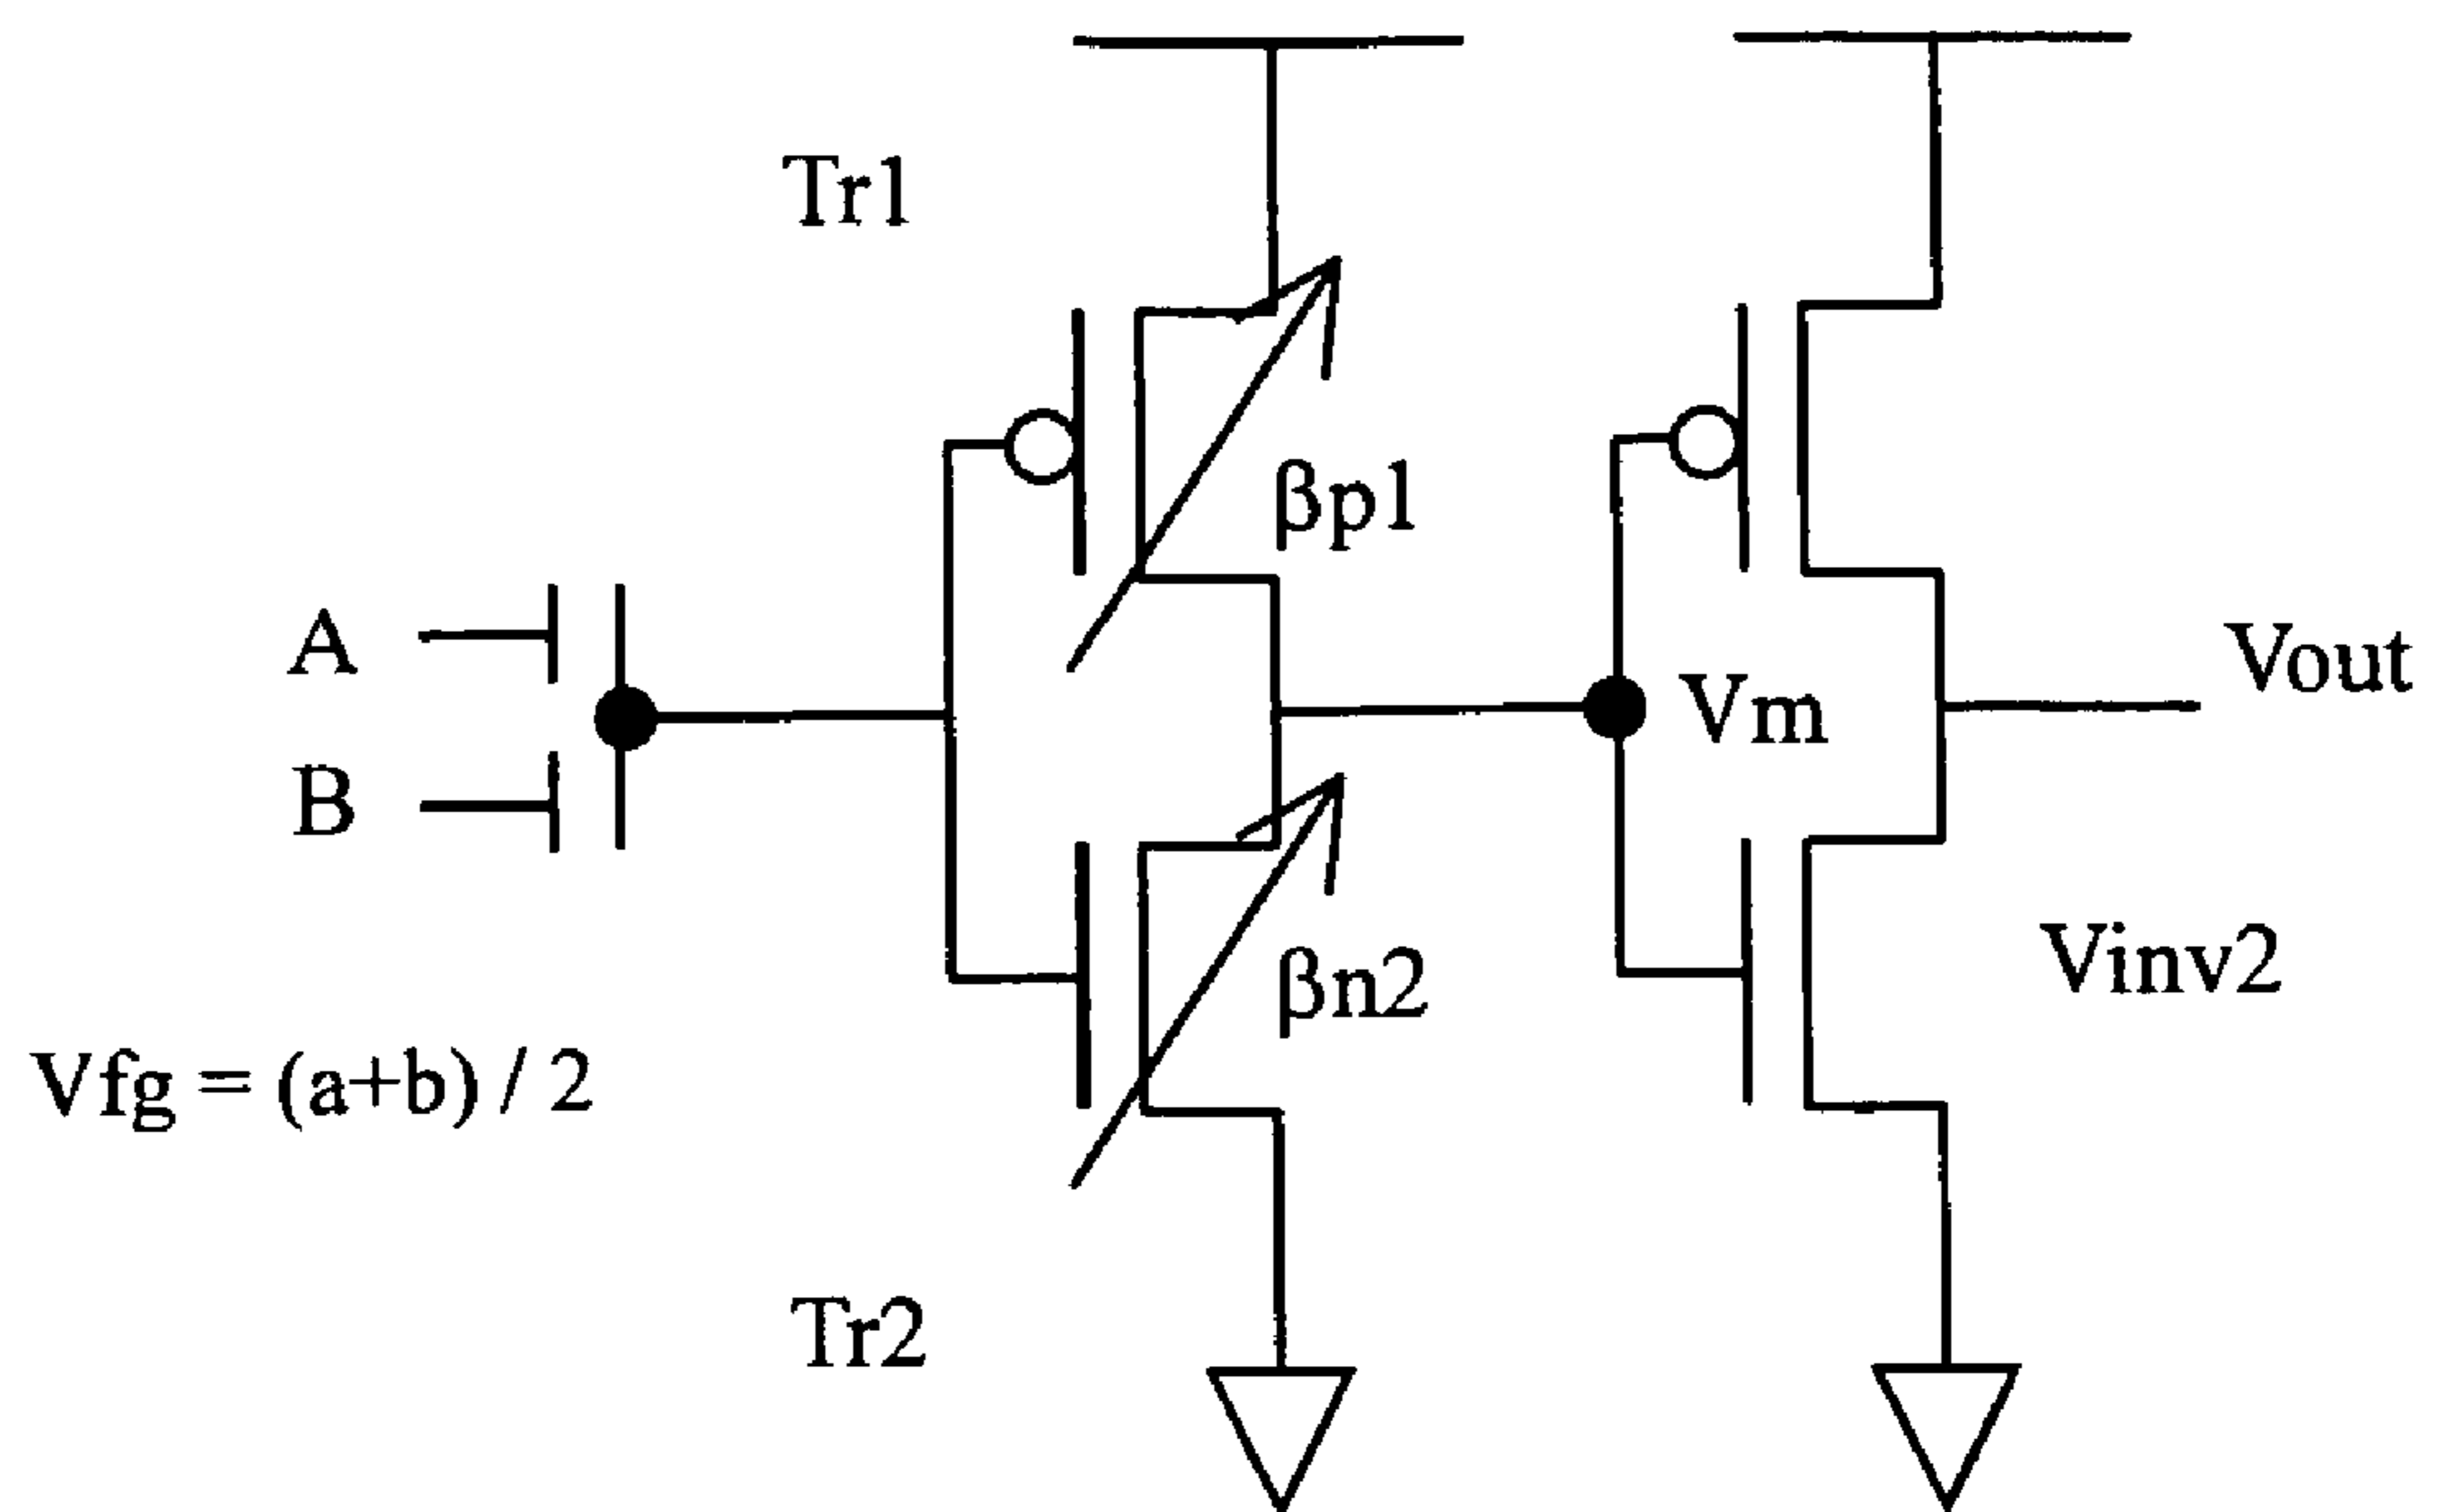 Tr1
βp1
A
Vout
Vm
B
Vinv2
βn2
Vfg = (a+b) / 2
Tr2